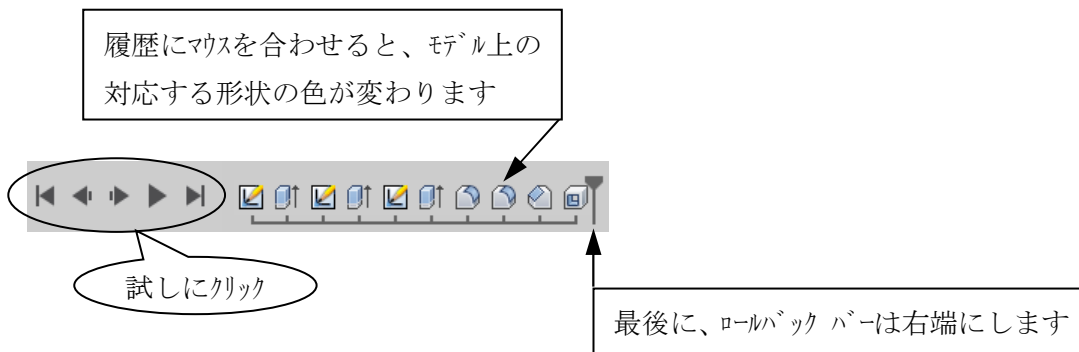 履歴にﾏｳｽを合わせると、ﾓﾃﾞﾙ上の
対応する形状の色が変わります
試しにｸﾘｯｸ
最後に、ﾛｰﾙﾊﾞｯｸ ﾊﾞｰは右端にします